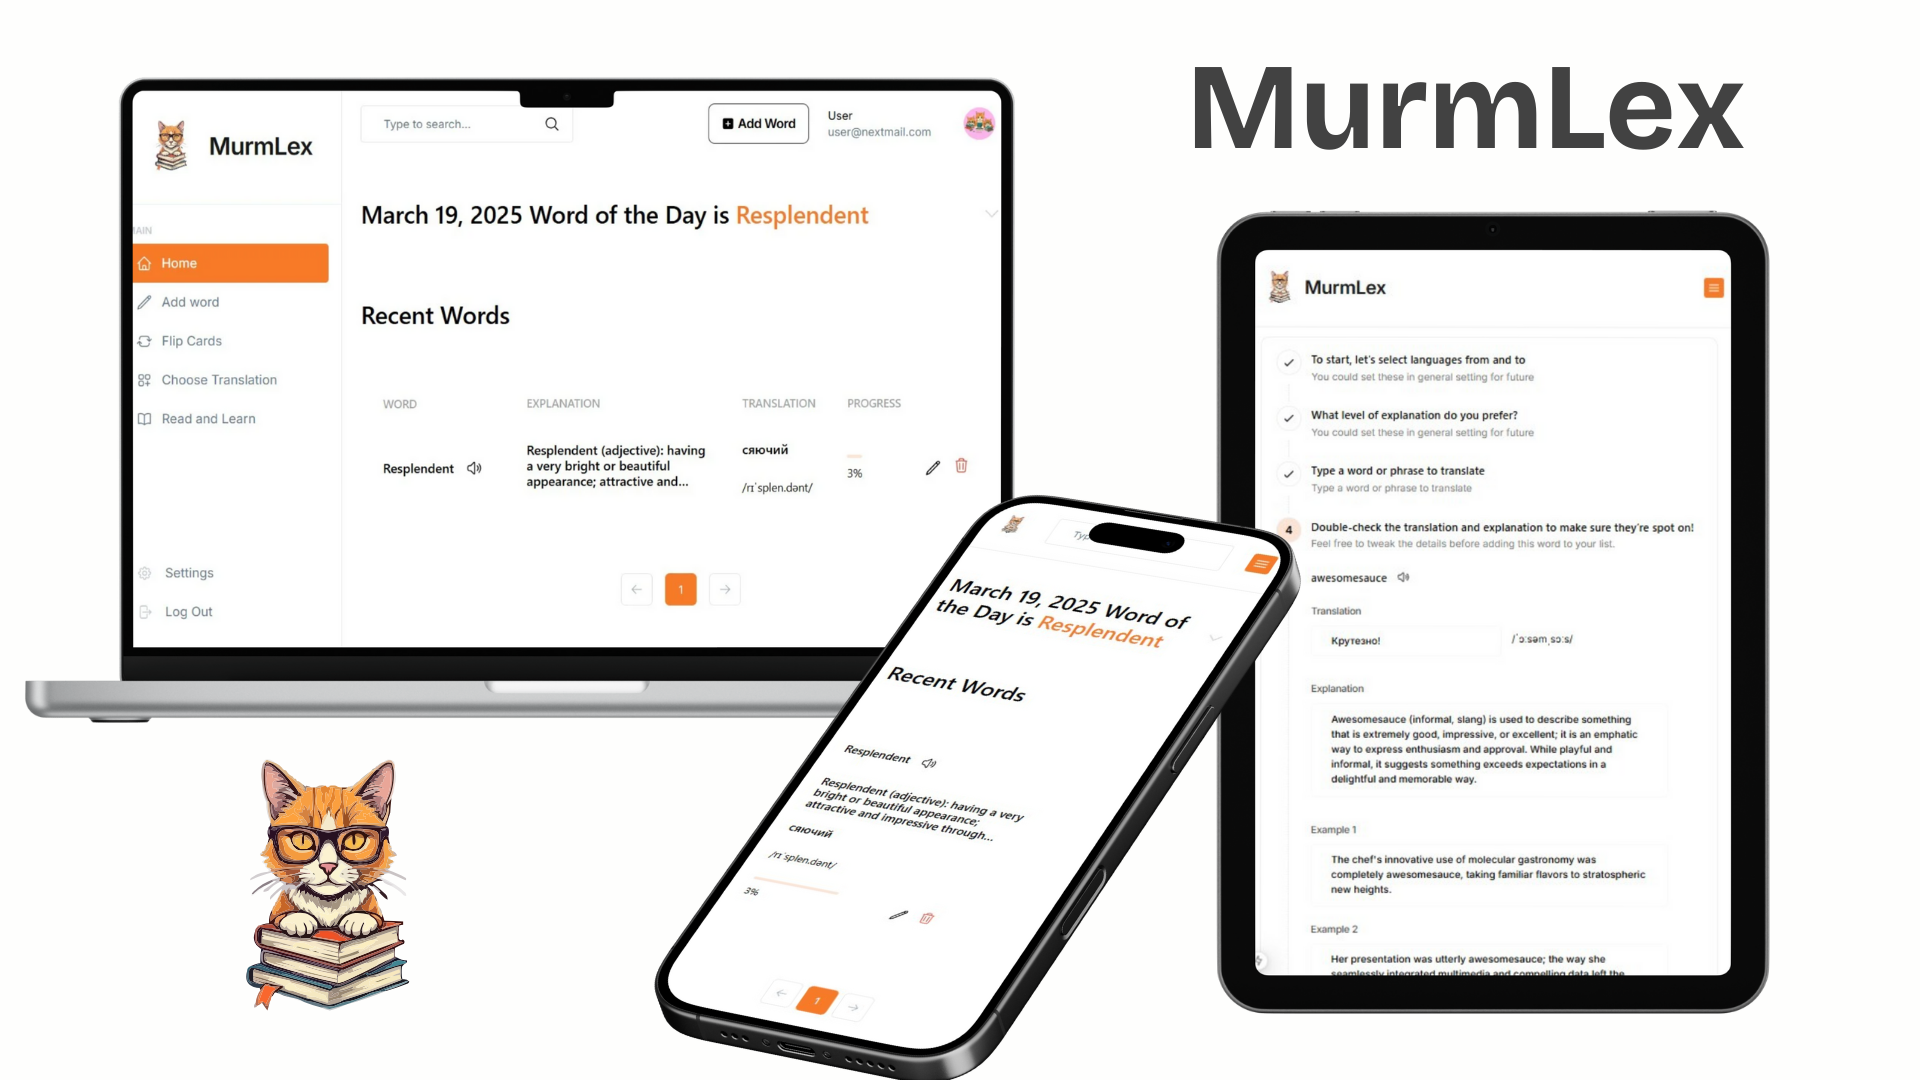 MurmLex
MurmLex
Type to search...
Add Word
User
user@nextmail.com
March 19, 2025 Word of the Day is Resplendent
AIN
Home
Add word
Flip Cards
Choose Translation
Read and Learn
Settings
Log Out
Recent Words
WORD EXPLANATION TRANSLATION PROGRESS
Resplendent
Resplendent (adjective): having
a very bright or beautiful
appearance; attractive and...
сяючий
/rɪˈsplen.dənt/
3%
1
Typ
March 19, 2025 Word of
the Day is Resplendent
Recent Words
Resplendent
Resplendent (adjective): having a very
bright or beautiful appearance;
attractive and impressive through...
сяючий
/rɪˈsplen.dənt/
3%
1
MurmLex
To start, let's select languages from and to
You could set these in general setting for future
What level of explanation do you prefer?
You could set these in general setting for future
Type a word or phrase to translate
Type a word or phrase to translate
4
Double-check the translation and explanation to make sure they're spot on!
Feel free to tweak the details before adding this word to your list.
awesomesauce
Translation
Крутезно!
/ˈɔːsəmˌsɔːs/
Explanation
Awesomesauce (informal, slang) is used to describe something
that is extremely good, impressive, or excellent; it is an emphatic
way to express enthusiasm and approval. While playful and
informal, it suggests something exceeds expectations in a
delightful and memorable way.
Example 1
The chef's innovative use of molecular gastronomy was
completely awesomesauce, taking familiar flavors to stratospheric
new heights.
Example 2
Her presentation was utterly awesomesauce; the way she
seamlessly integrated multimedia and compelling data left the